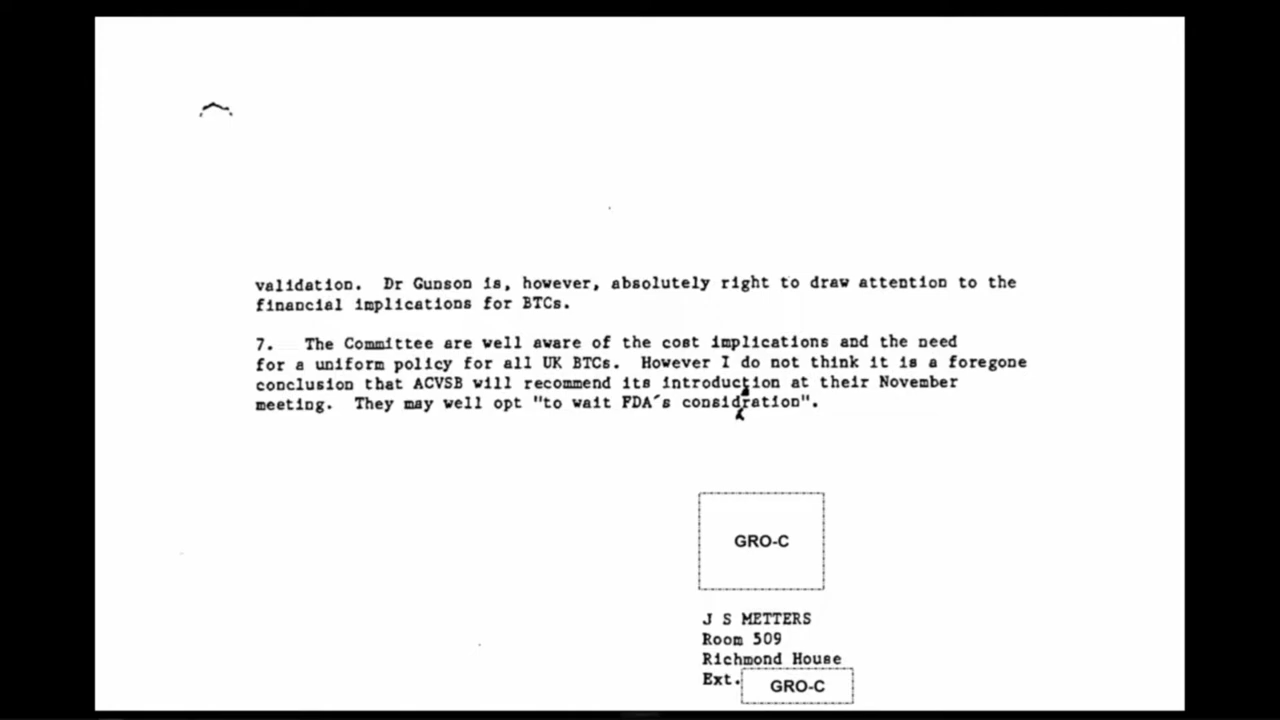 validation. Dr Gunson is, however, absolutely right to draw attention to the
financial implications for BTCs.
7. The Committee are well aware of the cost implications and the need
for a uniform policy for all UK BTCs. However I do not think it is a foregone
conclusion that ACVSB will recommend its introduction at their November
meeting. They may well opt "to wait FDA's considration".
GRO-C
J S METTERS
Room 509
Richmond House
Ext. GRO-C